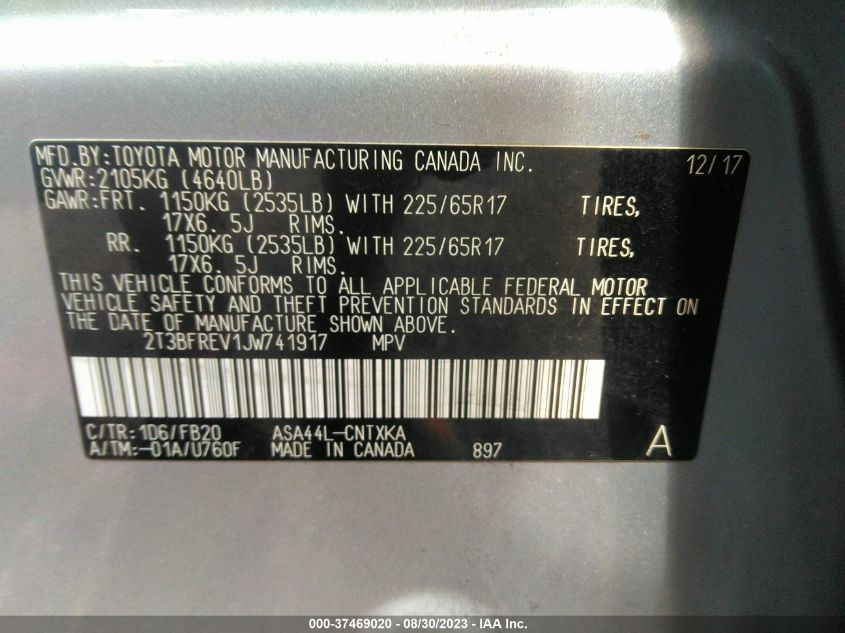 MFD.BY:TOYOTA MOTOR MANUFACTURING CANADA INC. 12/17
GVWR:2105KG (4640LB)
GAWR:FRT. 1150KG (2535LB) WITH 225/65R17 TIRES,
17X6. 5J RIMS.
RR. 1150KG (2535LB) WITH 225/65R17 TIRES,
17X6. 5J RIMS.
THIS VEHICLE CONFORMS TO ALL APPLICABLE FEDERAL MOTOR
VEHICLE SAFETY AND THEFT PREVENTION STANDARDS IN EFFECT ON
THE DATE OF MANUFACTURE SHOWN ABOVE.
2T3BFREV1JW741917 MPV
C/TR:1D6/FB20 ASA44L-CNTXKA
A/TM:-01A/U760F MADE IN CANADA 897 A
000-37469020 - 08/30/2023 - IAA Inc.